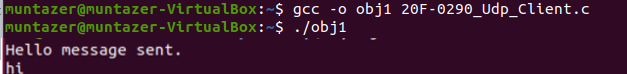 muntazer@muntazer-VirtualBox:~$ gcc -o obj1 20F-0290_Udp_Client.c
muntazer@muntazer-VirtualBox:~$ ./obj1
Hello message sent.
hi